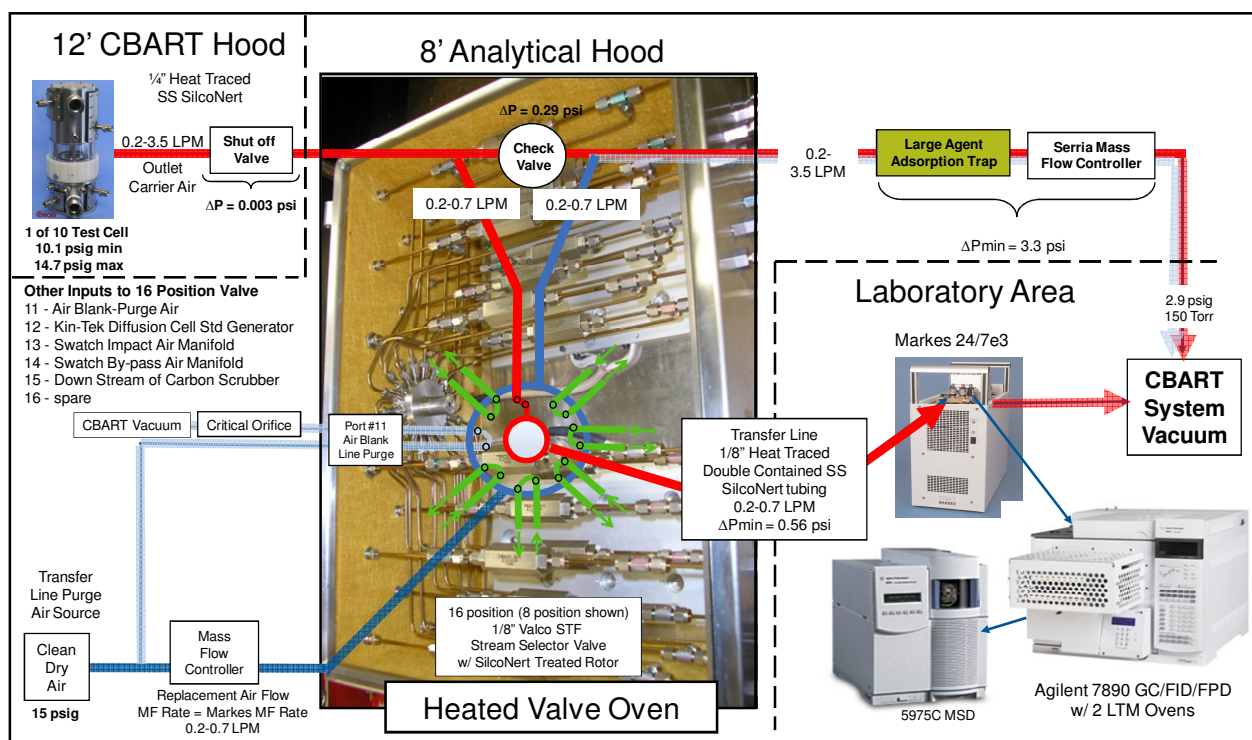 12’ CBART Hood
¼” Heat Traced
SS SilcoNert
0.2-3.5 LPM
Outlet
Carrier Air
Shut off
Valve
ΔP = 0.003 psi
1 of 10 Test Cell
10.1 psig min
14.7 psig max
8’ Analytical Hood
ΔP = 0.29 psi
Check
Valve
0.2-0.7 LPM
0.2-0.7 LPM
0.2-
3.5 LPM
Large Agent
Adsorption Trap
Serria Mass
Flow Controller
ΔPmin = 3.3 psi
2.9 psig
150 Torr
CBART
System
Vacuum
Other Inputs to 16 Position Valve
11 - Air Blank-Purge Air
12 - Kin-Tek Diffusion Cell Std Generator
13 - Swatch Impact Air Manifold
14 - Swatch By-pass Air Manifold
15 - Down Stream of Carbon Scrubber
16 - spare
CBART Vacuum
Critical Orifice
Port #11
Air Blank
Line Purge
Transfer
Line Purge
Air Source
Clean
Dry
Air
15 psig
Mass
Flow
Controller
Replacement Air Flow
MF Rate = Markes MF Rate
0.2-0.7 LPM
16 position (8 position shown)
1/8” Valco STF
Stream Selector Valve
w/ SilcoNert Treated Rotor
Heated Valve Oven
Transfer Line
1/8” Heat Traced
Double Contained SS
SilcoNert tubing
0.2-0.7 LPM
ΔPmin = 0.56 psi
Laboratory Area
Markes 24/7e3
5975C MSD
Agilent 7890 GC/FID/FPD
w/ 2 LTM Ovens